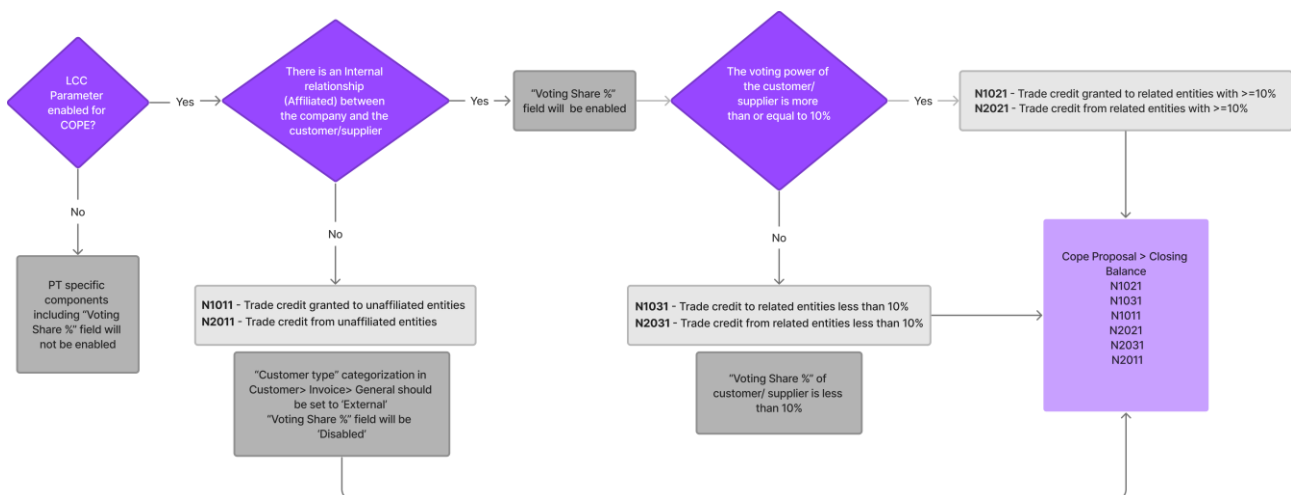 LCC
Parameter
enabled for
COPE?
Yes
There is an Internal
relationship
(Affiliated) between
the company and the
customer/supplier
Yes
“Voting Share %”
field will  be enabled
The voting power of
the customer/
supplier is more
than or equal to 10%
Yes
N1021 - Trade credit granted to related entities with >=10%
N2021 - Trade credit from related entities with >=10%
No
PT specific
components
including “Voting
Share %” field will
not be enabled
No
N1011 - Trade credit granted to unaffiliated entities
N2011 - Trade credit from unaffiliated entities
“Customer type” categorization in
Customer> Invoice> General should
be set to ‘External’
“Voting Share %” field will be
‘Disabled’
No
N1031 - Trade credit to related entities less than 10%
N2031 - Trade credit from related entities less than 10%
“Voting Share %” of
customer/ supplier is less
than 10%
Cope Proposal > Closing
Balance
N1021
N1031
N1011
N2021
N2031
N2011